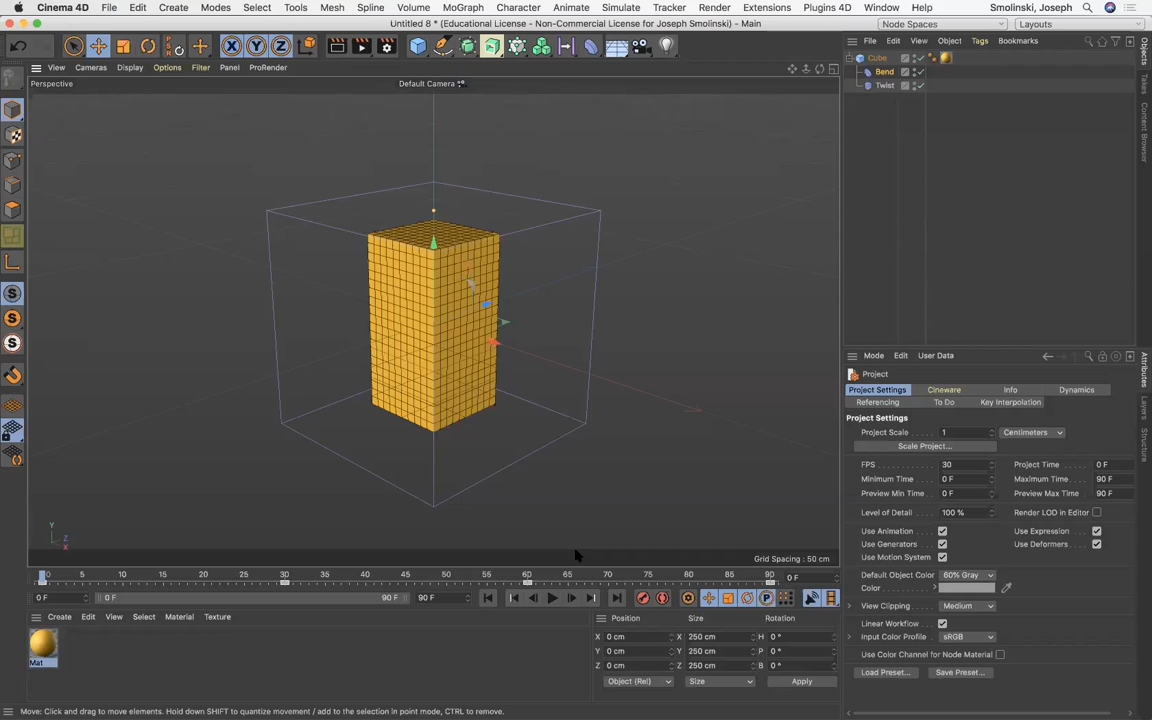 Cinema 4D File Edit Create Modes Select Tools Mesh Spline Volume MoGraph Character Animate Simulate Tracker Render Extensions Plugins 4D Window Smolinski, Joseph
Untitled 8 * (Educational License - Non-Commercial License for Joseph Smolinski) - Main
Node Spaces Layouts
X Y Z
View Cameras Display Options Filter Panel ProRender
File Edit View Object Tags Bookmarks
Perspective Default Camera
Cube
Bend
Twist
Objects
Takes
Content Browser
Mode Edit User Data
Attributes
Layers
Structure
Project
Project Settings Cineware Info Dynamics
Referencing To Do Key Interpolation
Project Settings
Project Scale . . . . . 1 Centimeters
Scale Project...
FPS 30 Project Time 0 F
Minimum Time 0 F Maximum Time 90 F
Preview Min Time 0 F Preview Max Time 90 F
Level of Detail 100 % Render LOD in Editor
Use Animation Use Expression
Use Generators Use Deformers
Use Motion System
Default Object Color 60% Gray
Color
View Clipping Medium
Linear Workflow
Input Color Profile sRGB
Use Color Channel for Node Material
Load Preset... Save Preset...
S
S
S
Y
Z
X
Grid Spacing : 50 cm
0 5 10 15 20 25 30 35 40 45 50 55 60 65 70 75 80 85 90 0 F
0 F 0 F 90 F 90 F
P
Create Edit View Select Material Texture
Mat
Position Size Rotation
X 0 cm X 250 cm H 0 °
Y 0 cm Y 250 cm P 0 °
Z 0 cm Z 250 cm B 0 °
Object (Rel) Size Apply
Move: Click and drag to move elements. Hold down SHIFT to quantize movement / add to the selection in point mode, CTRL to remove.